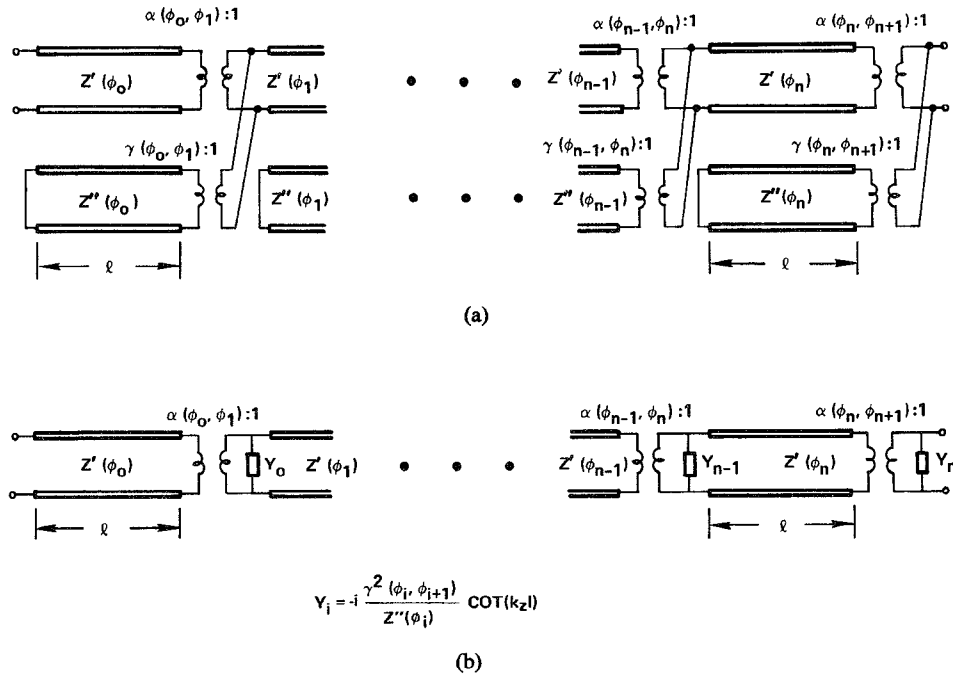 α (ϕ₀, ϕ₁) :1 α (ϕₙ₋₁,ϕₙ) :1 α (ϕₙ, ϕₙ₊₁) :1
Z' (ϕ₀) Z' (ϕ₁) Z' (ϕₙ₋₁) Z' (ϕₙ)
γ (ϕ₀, ϕ₁) :1 γ (ϕₙ₋₁, ϕₙ) :1 γ (ϕₙ, ϕₙ₊₁) :1
Z'' (ϕ₀) Z'' (ϕ₁) Z'' (ϕₙ₋₁) Z'' (ϕₙ)
ℓ ℓ
(a)
α (ϕ₀, ϕ₁) :1 α (ϕₙ₋₁, ϕₙ) :1 α (ϕₙ, ϕₙ₊₁) :1
Z' (ϕ₀) Y₀ Z' (ϕ₁) Z' (ϕₙ₋₁) Yₙ₋₁ Z' (ϕₙ) Yₙ
ℓ ℓ
Yᵢ = -i γ² (ϕᵢ, ϕᵢ₊₁) / Z''(ϕᵢ) COT(k_zl)
(b)